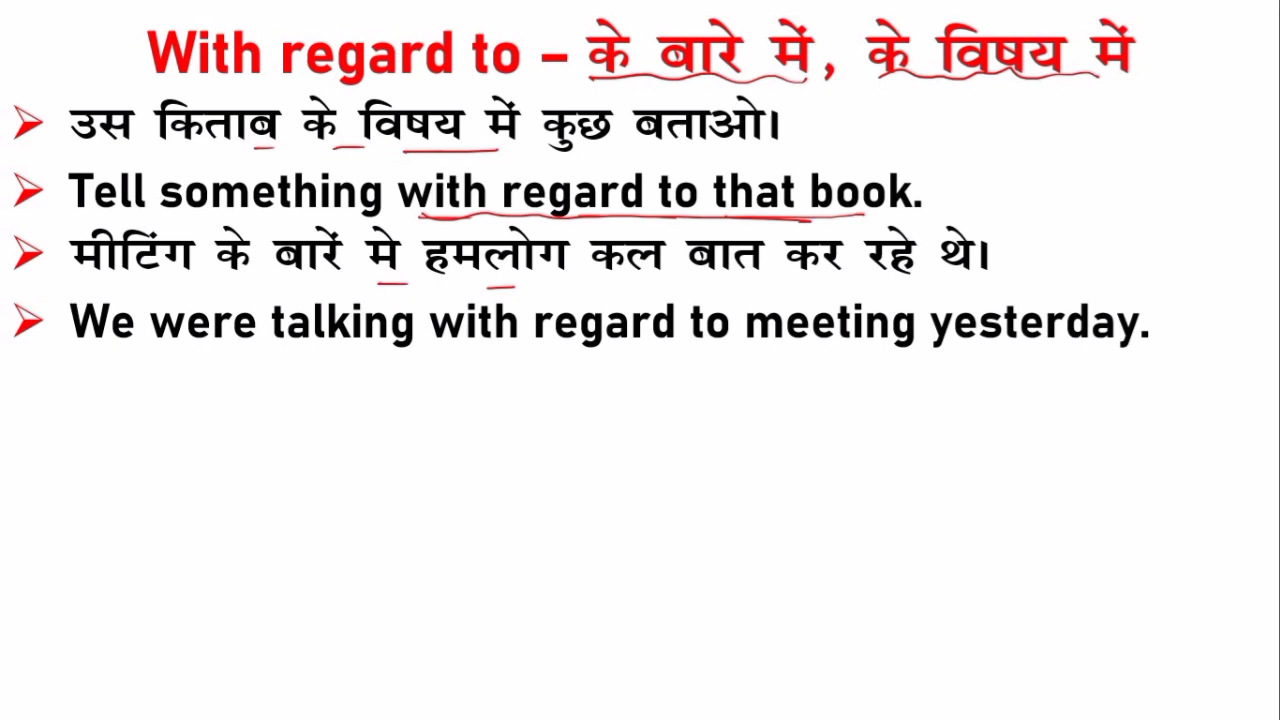 With regard to – के बारे में, के विषय में
उस किताब के विषय में कुछ बताओ।
Tell something with regard to that book.
मीटिंग के बारें मे हमलोग कल बात कर रहे थे।
We were talking with regard to meeting yesterday.